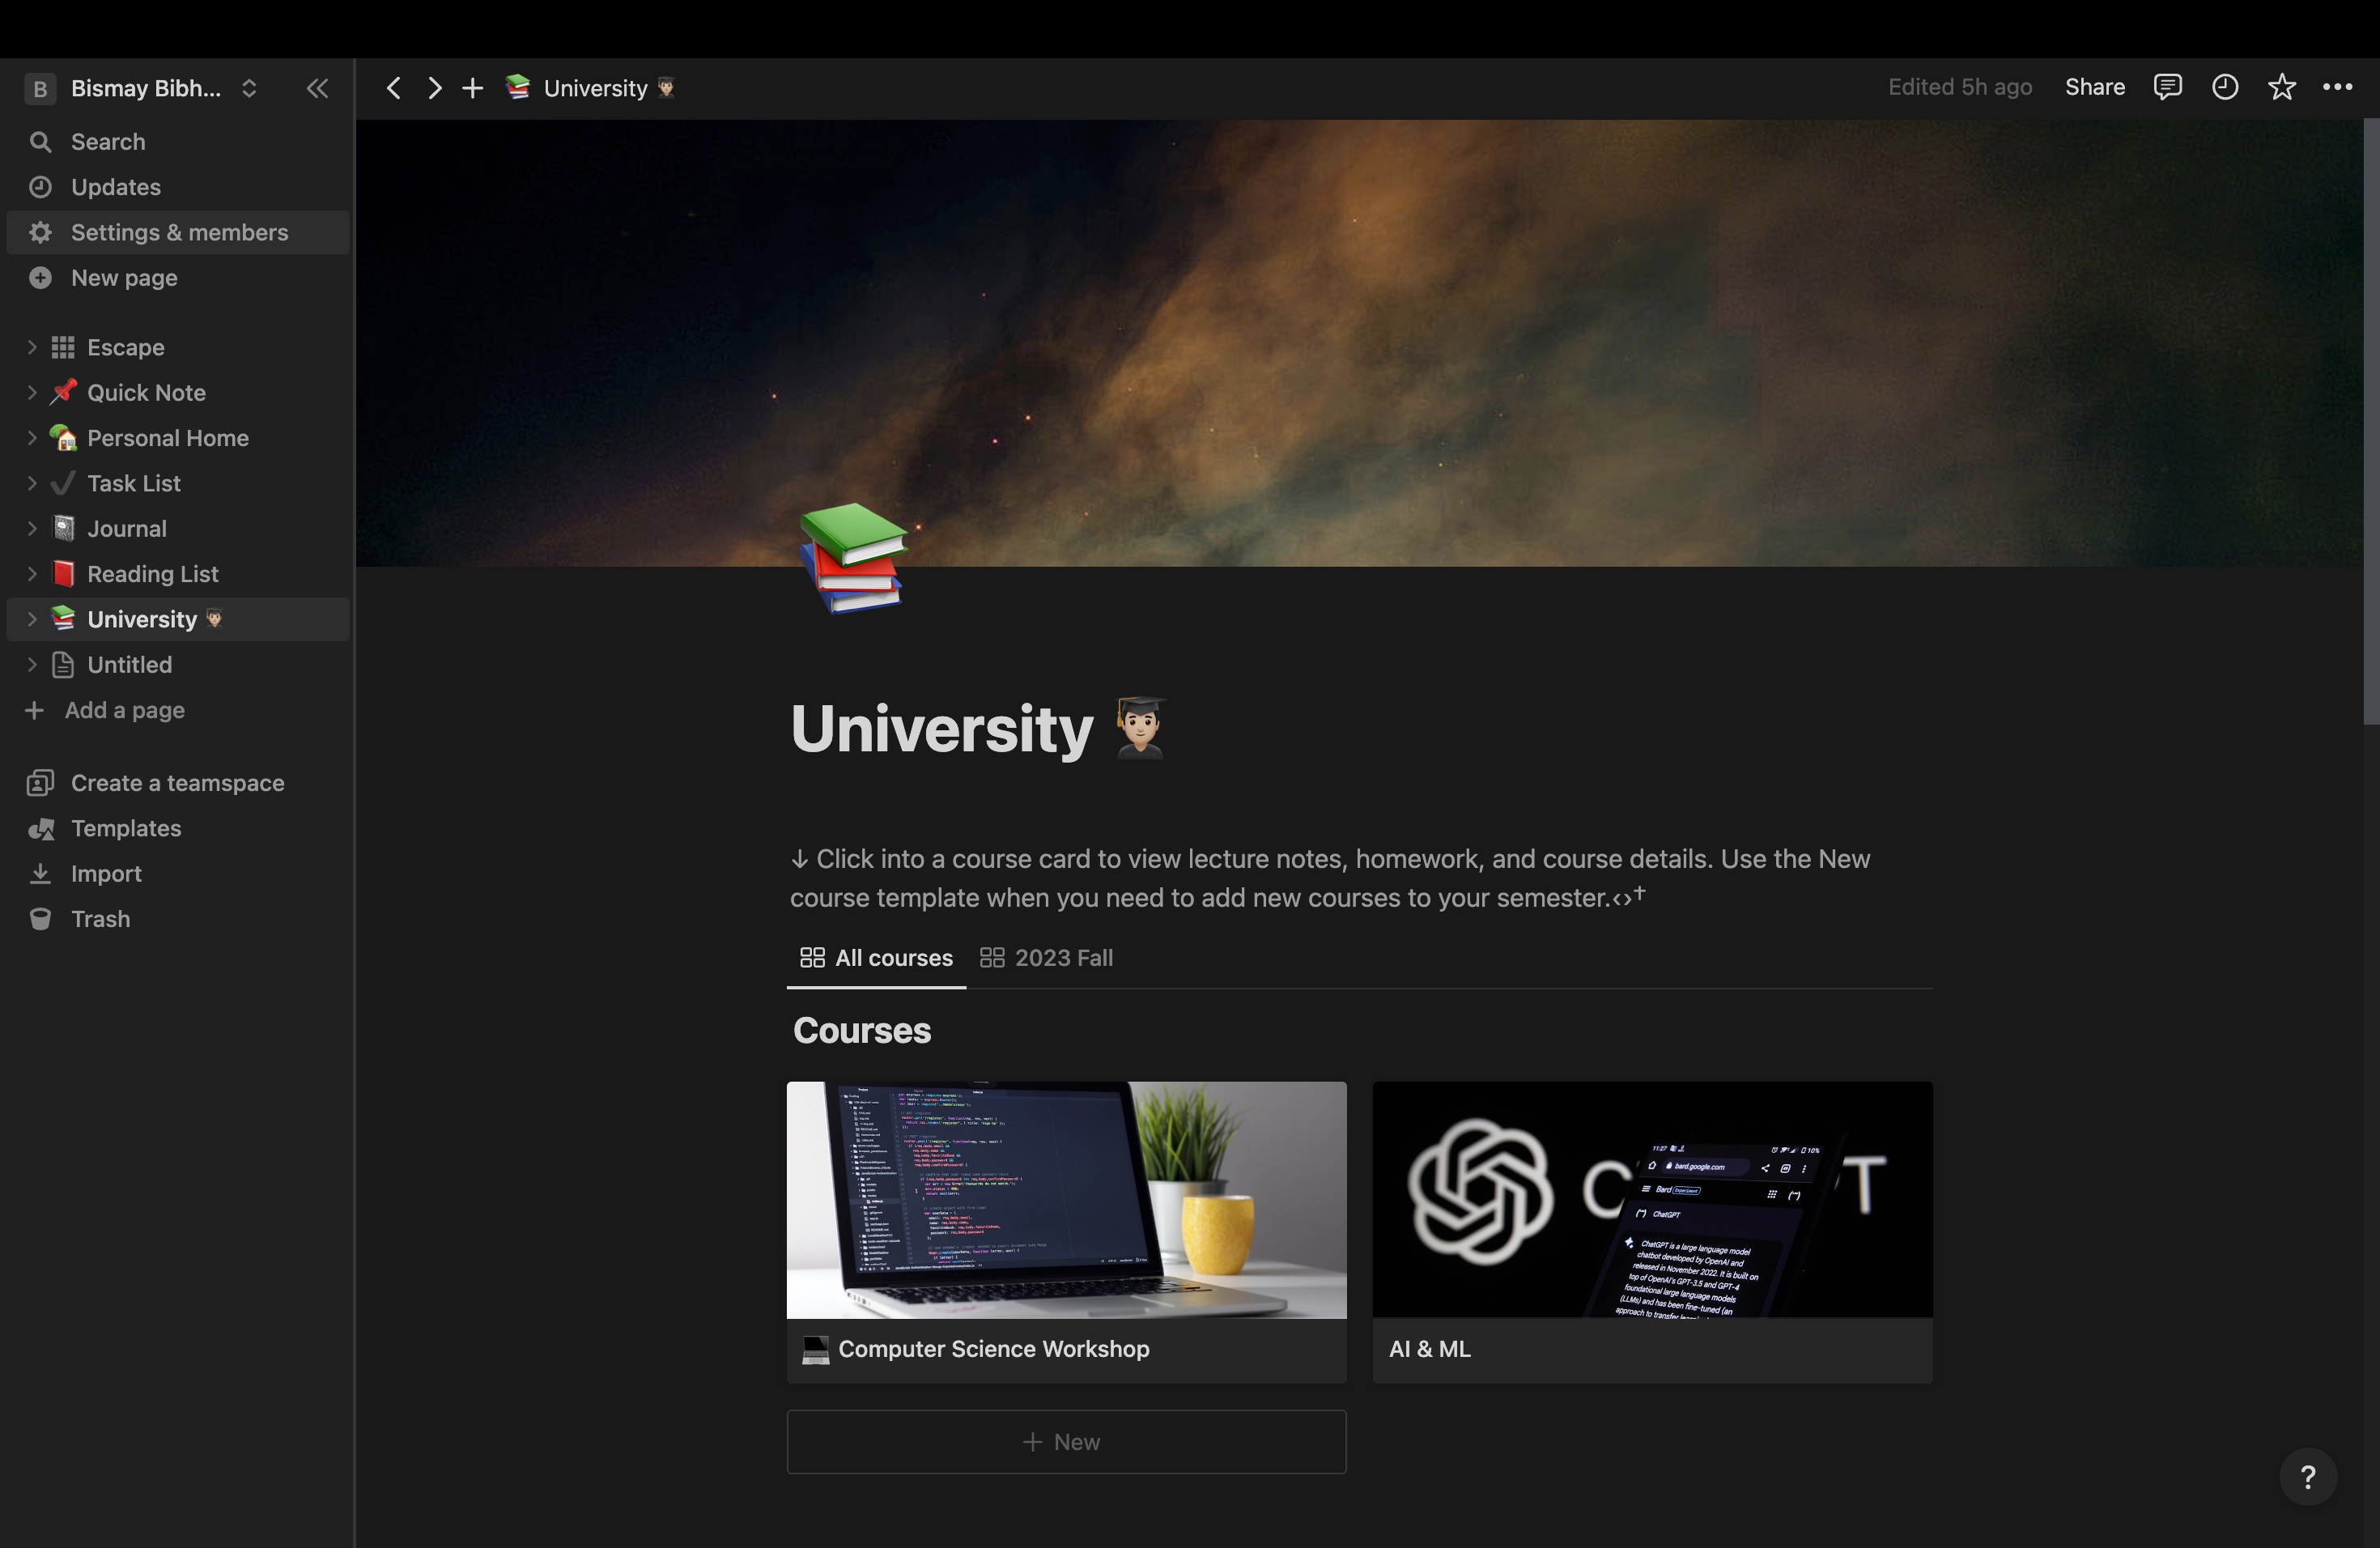 B Bismay Bibh...
Search
Updates
Settings & members
New page
Escape
Quick Note
Personal Home
Task List
Journal
Reading List
University
Untitled
Add a page
Create a teamspace
Templates
Import
Trash
University
Edited 5h ago
Share
University
↓ Click into a course card to view lecture notes, homework, and course details. Use the New
course template when you need to add new courses to your semester.‹›†
All courses
2023 Fall
Courses
Computer Science Workshop
11:27
10%
bard.google.com
Bard Experiment
ChatGPT
ChatGPT is a large language model
chatbot developed by OpenAI and
released in November 2022. It is built on
top of OpenAI's GPT-3.5 and GPT-4
foundational large language models
(LLMs) and has been fine-tuned (an
approach to transfer
C T
AI & ML
+ New
?